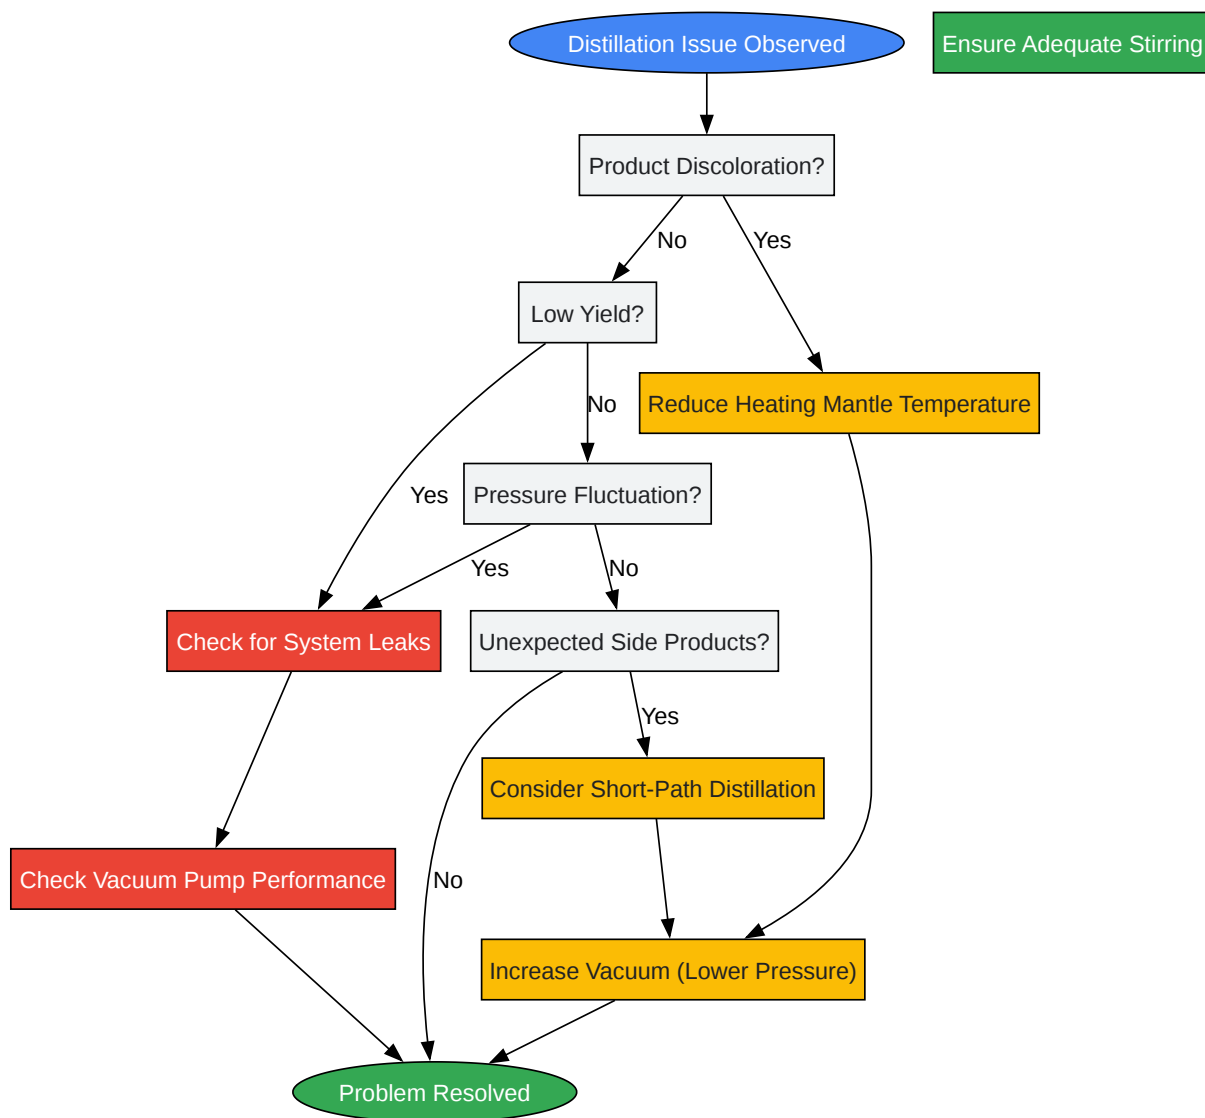 Distillation Issue Observed
Ensure Adequate Stirring
Product Discoloration?
No
Yes
Low Yield?
Reduce Heating Mantle Temperature
No
Yes
Pressure Fluctuation?
Yes
No
Check for System Leaks
Unexpected Side Products?
Yes
Consider Short-Path Distillation
Check Vacuum Pump Performance
No
Increase Vacuum (Lower Pressure)
Problem Resolved